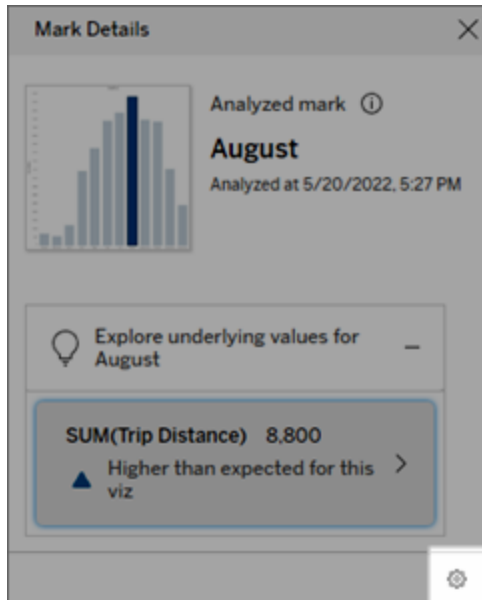 Mark Details
Analyzed mark
August
Analyzed at 5/20/2022, 5:27 PM
Explore underlying values for
August
SUM(Trip Distance) 8,800
Higher than expected for this
viz